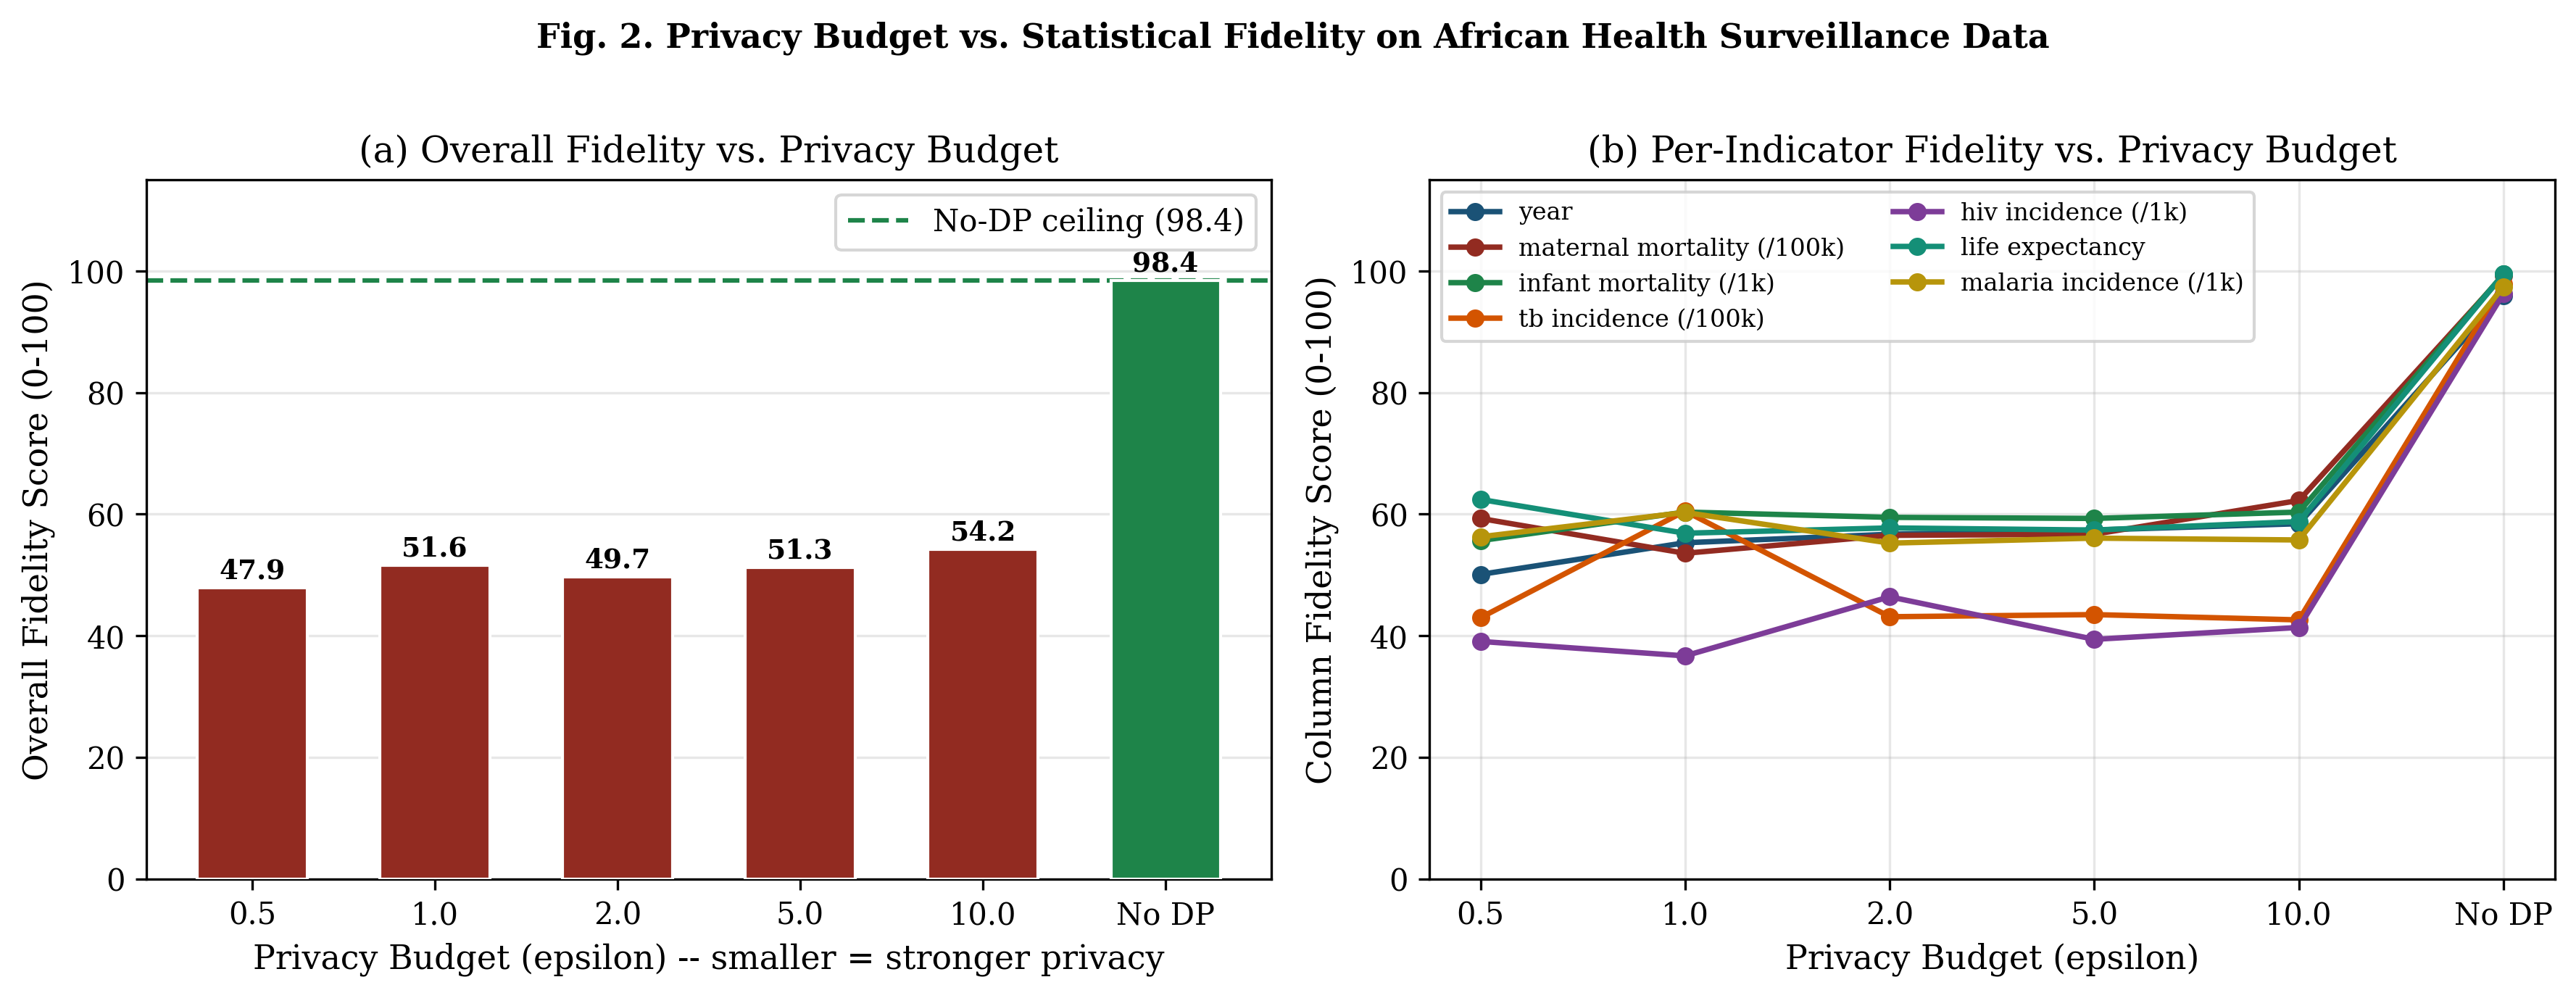 Fig. 2. Privacy Budget vs. Statistical Fidelity on African Health Surveillance Data
(a) Overall Fidelity vs. Privacy Budget
Overall Fidelity Score (0-100)
100
80
60
40
20
0
No-DP ceiling (98.4)
47.9
51.6
49.7
51.3
54.2
98.4
0.5 1.0 2.0 5.0 10.0 No DP
Privacy Budget (epsilon) -- smaller = stronger privacy
(b) Per-Indicator Fidelity vs. Privacy Budget
Column Fidelity Score (0-100)
100
80
60
40
20
0
year
maternal mortality (/100k)
infant mortality (/1k)
tb incidence (/100k)
hiv incidence (/1k)
life expectancy
malaria incidence (/1k)
0.5 1.0 2.0 5.0 10.0 No DP
Privacy Budget (epsilon)